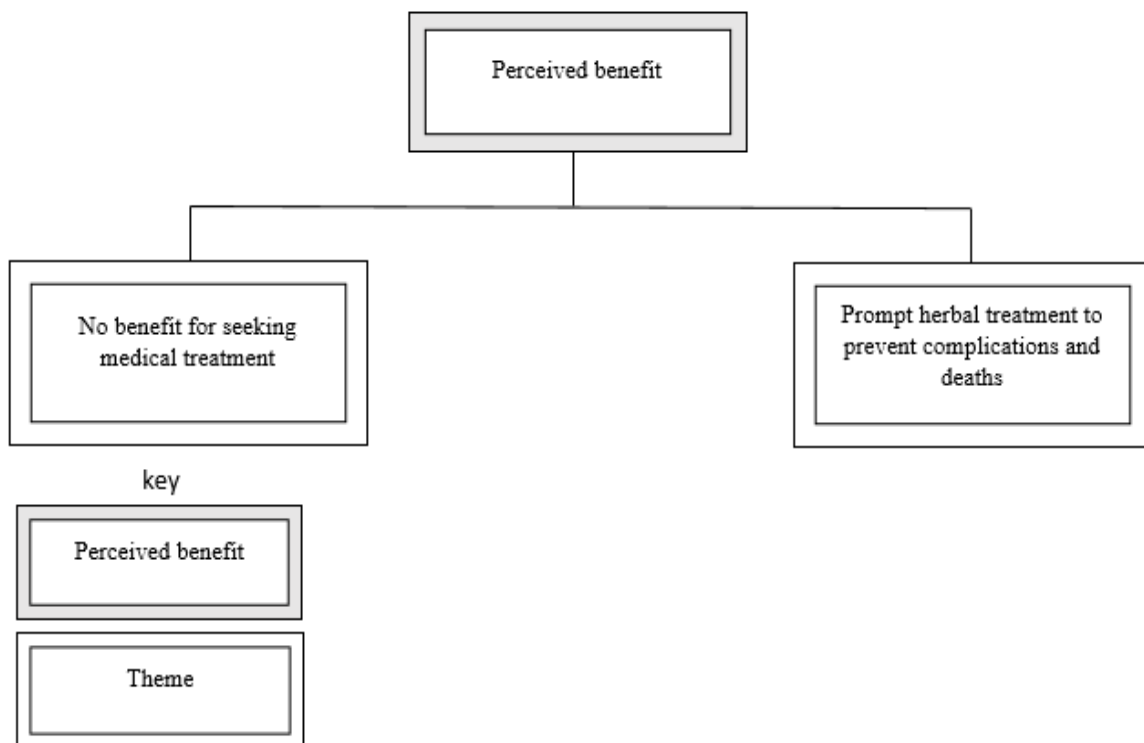 Perceived benefit
No benefit for seeking
medical treatment
Prompt herbal treatment to
prevent complications and
deaths
key
Perceived benefit
Theme